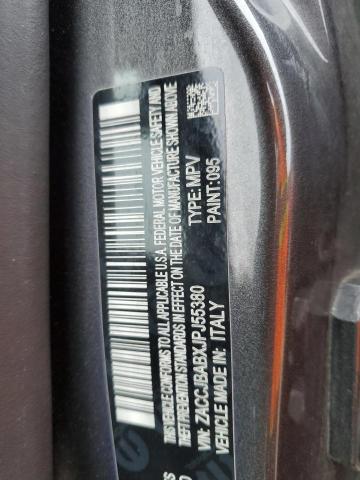 THIS VEHICLE CONFORMS TO ALL APPLICABLE U.S.A. FEDERAL MOTOR VEHICLE SAFETY AND
THEFT PREVENTION STANDARDS IN EFFECT ON THE DATE OF MANUFACTURE SHOWN ABOVE
VIN: ZACCJBABXJPJ55380 TYPE: MPV
VEHICLE MADE IN: ITALY PAINT: 095